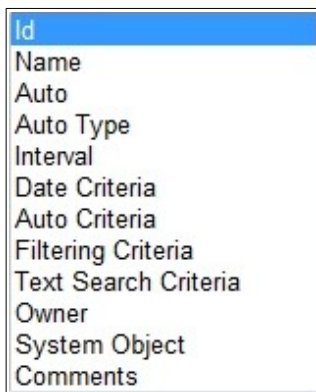 Id
Name
Auto
Auto Type
Interval
Date Criteria
Auto Criteria
Filtering Criteria
Text Search Criteria
Owner
System Object
Comments